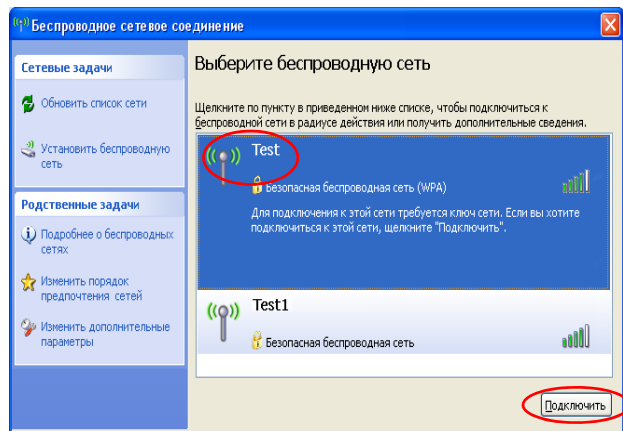 Беспроводное сетевое соединение
Сетевые задачи
Обновить список сети
Установить беспроводную
сеть
Родственные задачи
Подробнее о беспроводных
сетях
Изменить порядок
предпочтения сетей
Изменить дополнительные
параметры
Выберите беспроводную сеть
Щелкните по пункту в приведенном ниже списке, чтобы подключиться к
беспроводной сети в радиусе действия или получить дополнительные сведения.
Test
Безопасная беспроводная сеть (WPA)
Для подключения к этой сети требуется ключ сети. Если вы хотите
подключиться к этой сети, щелкните "Подключить".
Test1
Безопасная беспроводная сеть
Подключить